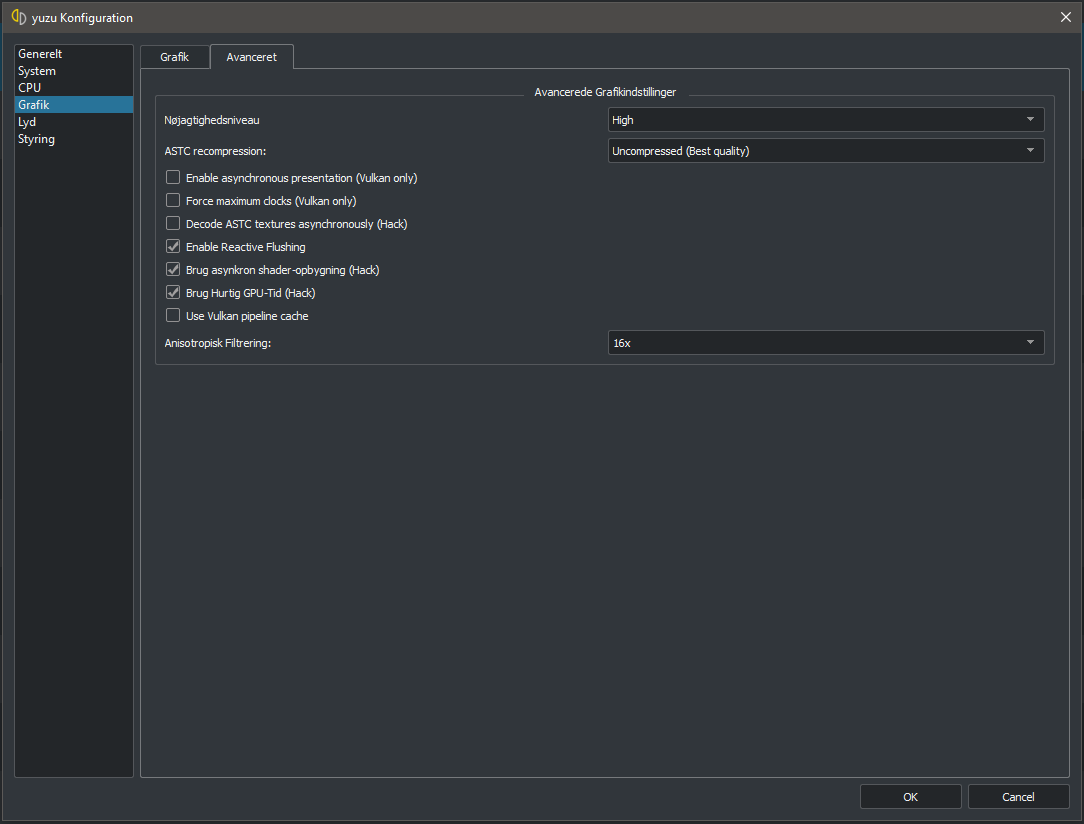 yuzu Konfiguration
Generelt
System
CPU
Grafik
Lyd
Styring
Grafik
Avanceret
Avancerede Grafikindstillinger
Nøjagtighedsniveau
High
ASTC recompression:
Uncompressed (Best quality)
Enable asynchronous presentation (Vulkan only)
Force maximum clocks (Vulkan only)
Decode ASTC textures asynchronously (Hack)
Enable Reactive Flushing
Brug asynkron shader-opbygning (Hack)
Brug Hurtig GPU-Tid (Hack)
Use Vulkan pipeline cache
Anisotropisk Filtrering:
16x
OK
Cancel